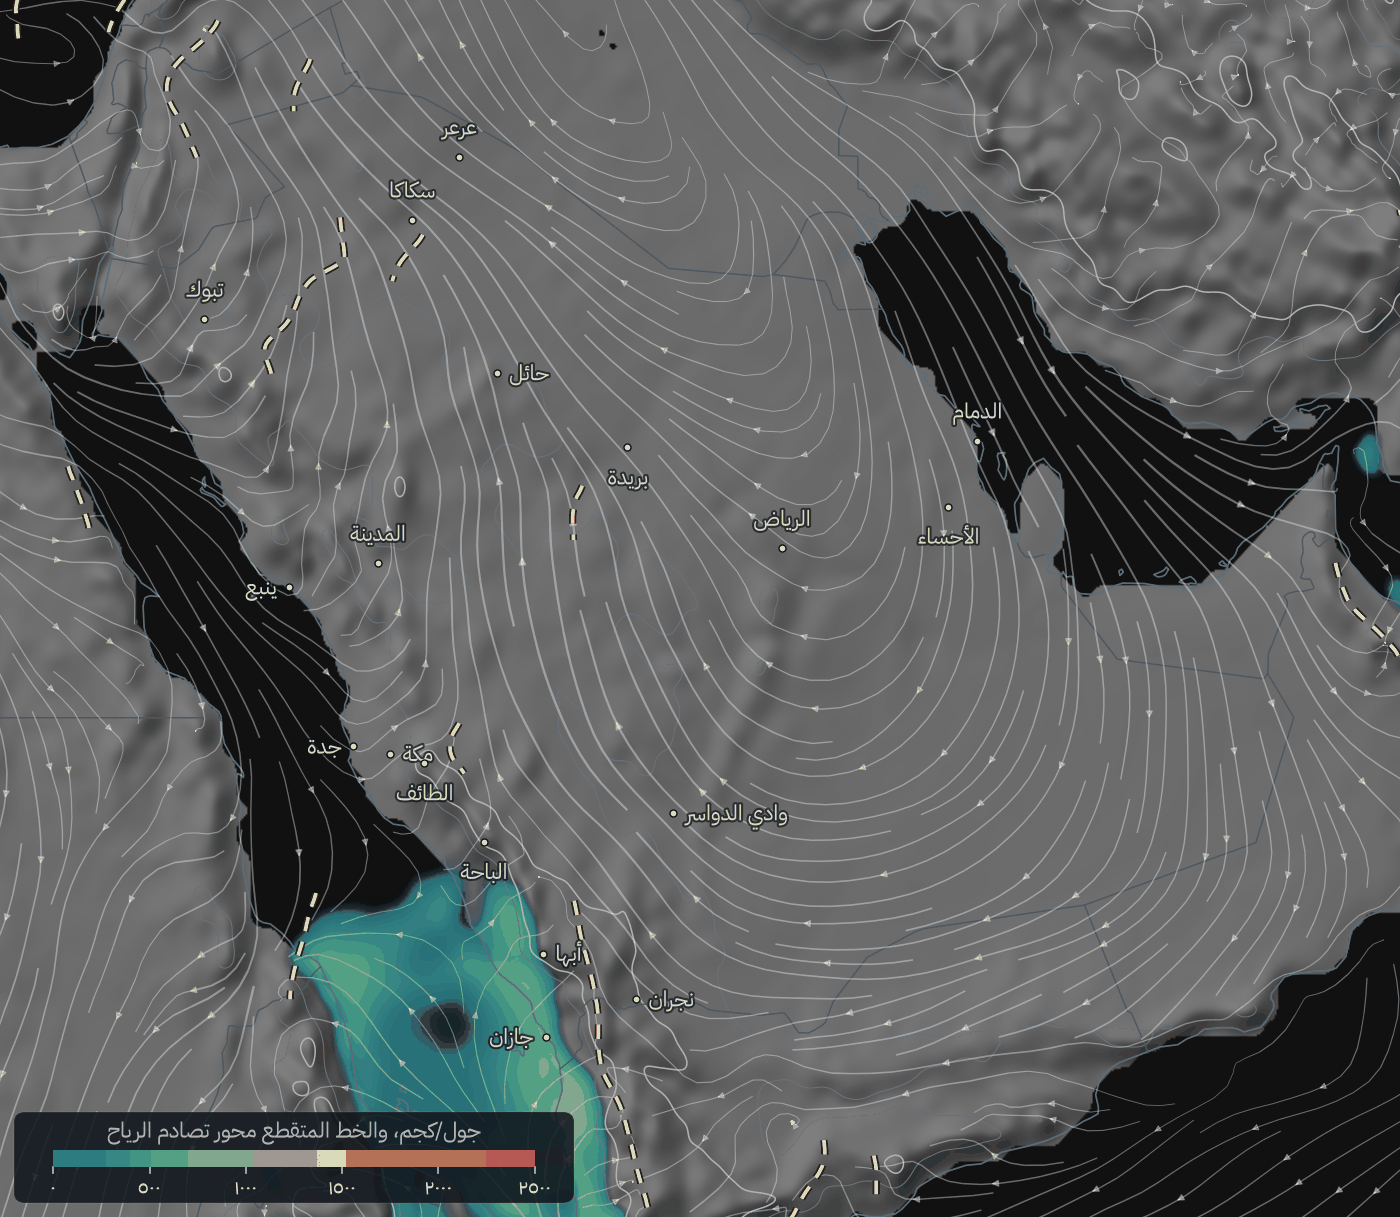 عرعر
سكاكا
تبوك
حائل
الدمام
بريدة
الرياض
الأحساء
المدينة
ينبع
جدة
مكة
الطائف
وادي الدواسر
الباحة
أبها
نجران
جازان
جول/كجم، والخط المتقطع محور تصادم الرياح
٠ ٥٠٠ ١٠٠٠ ١٥٠٠ ٢٠٠٠ ٢٥٠٠